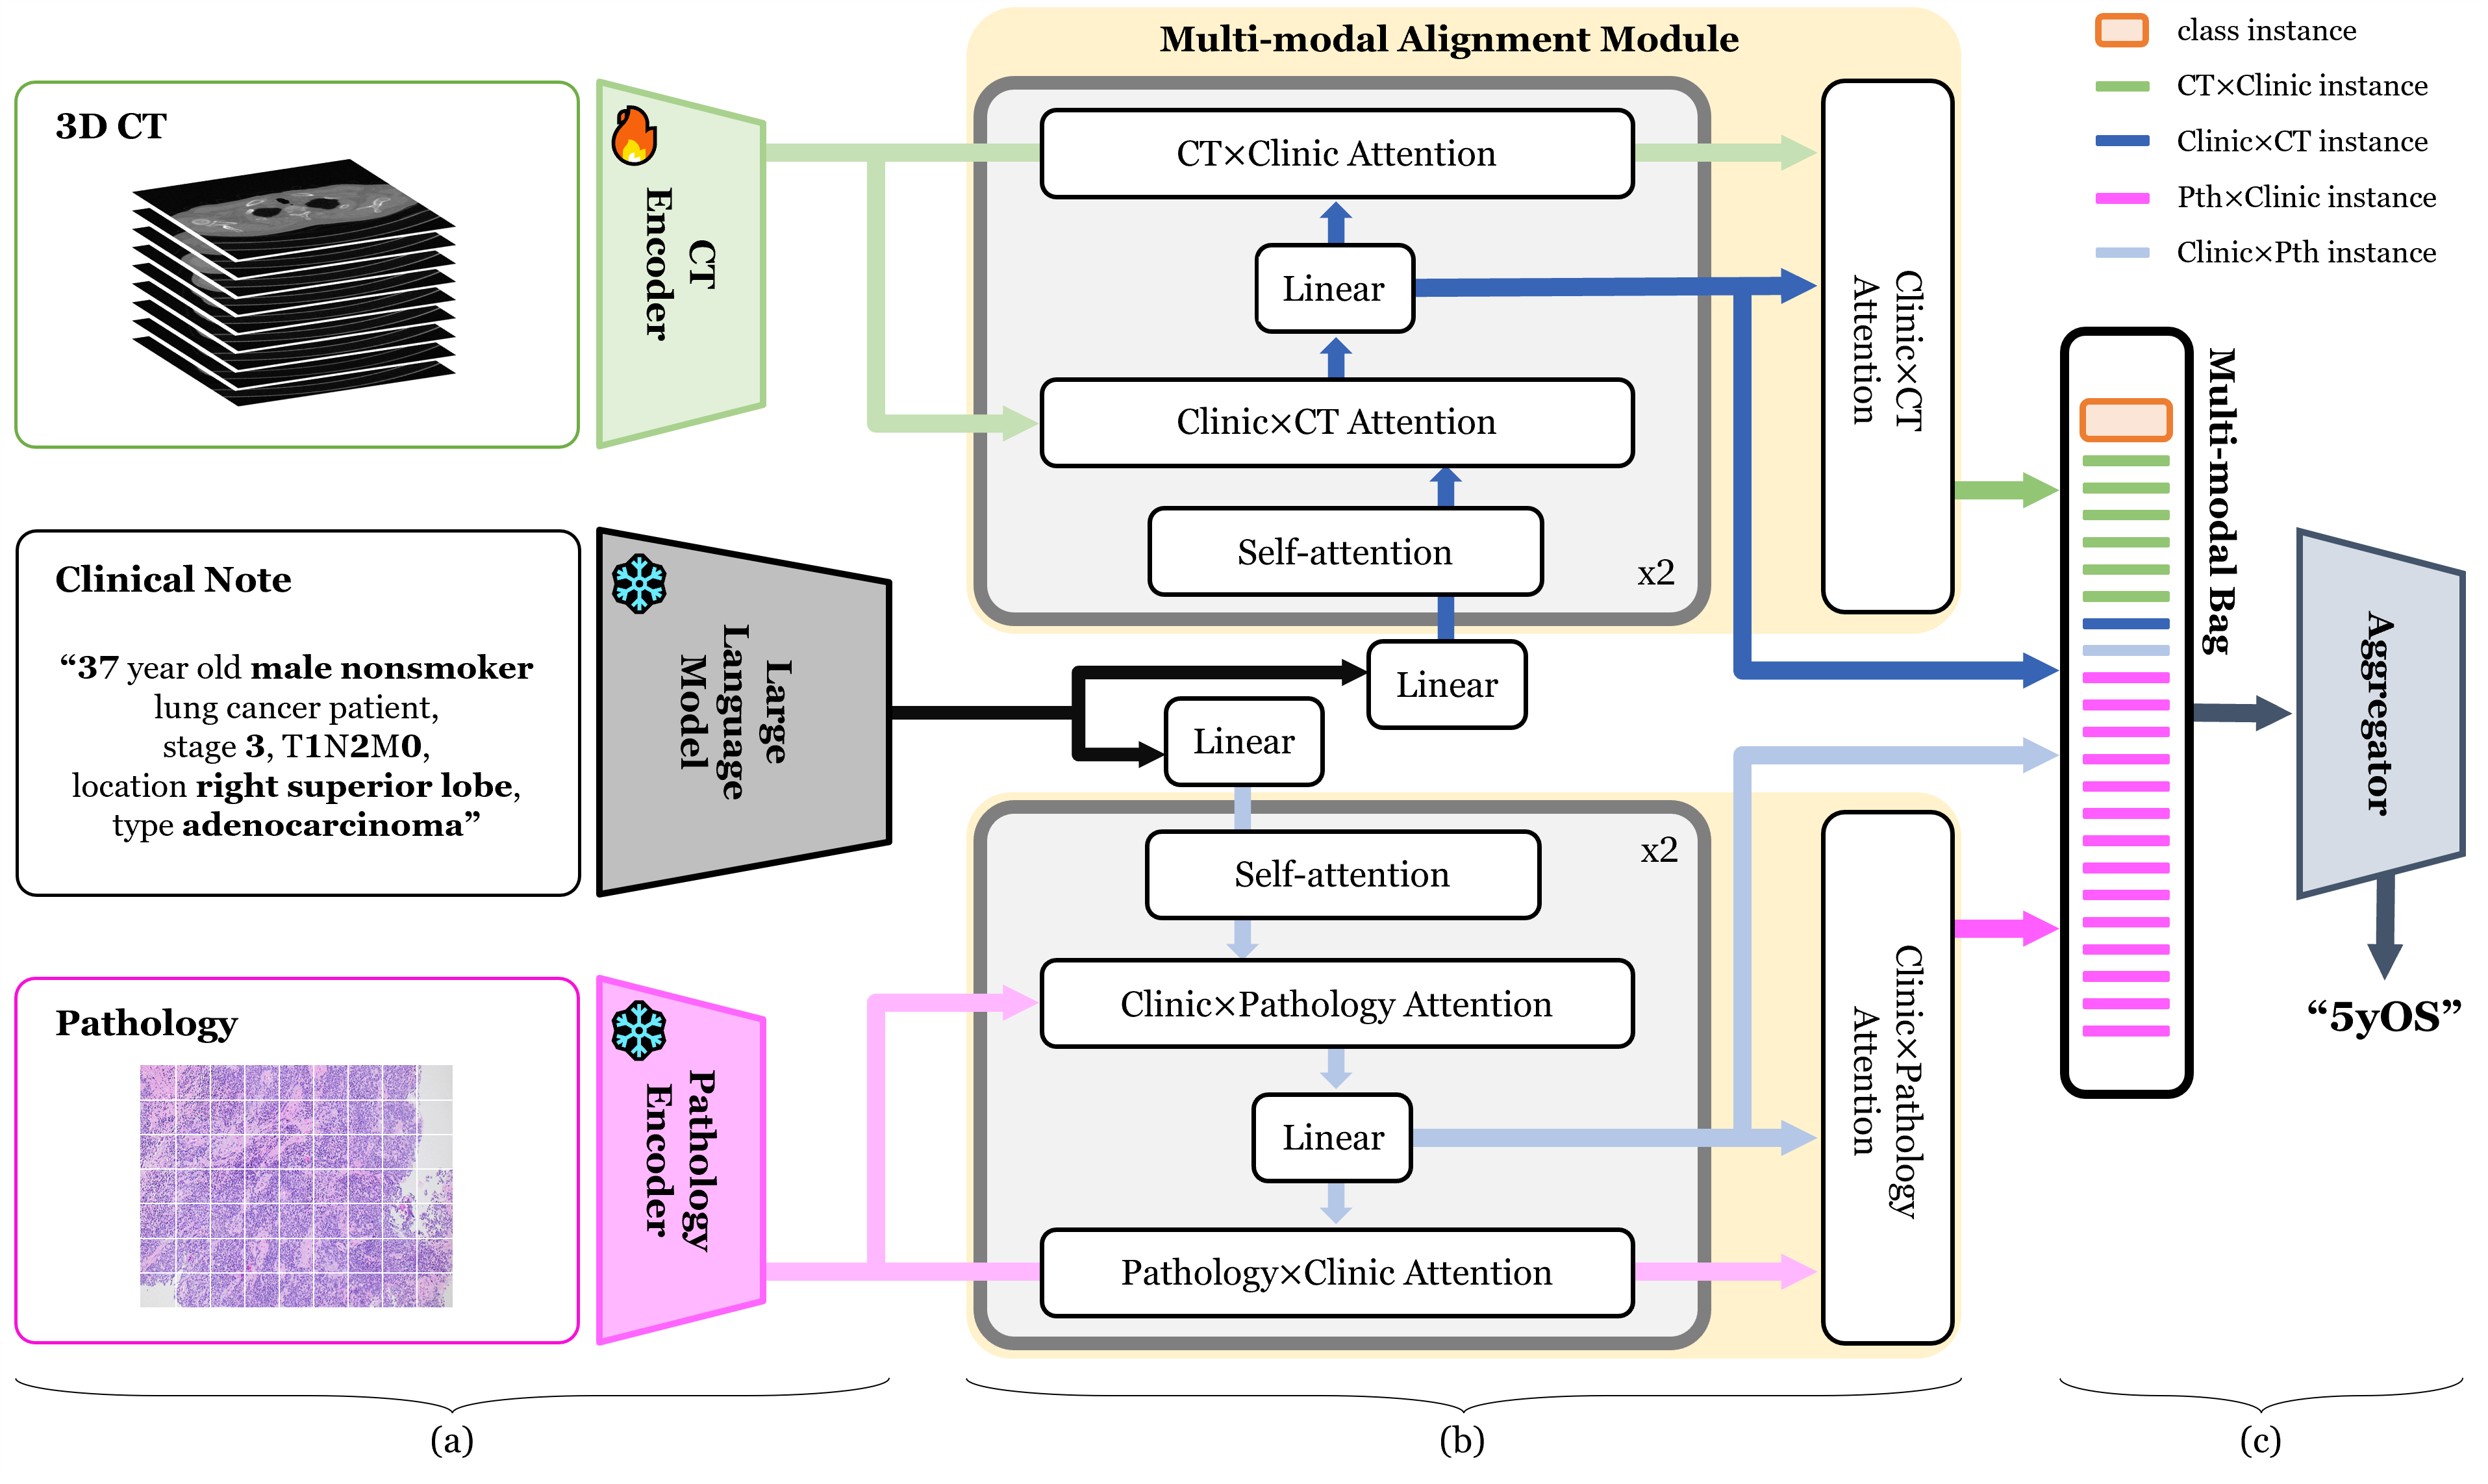 3D CT
CT
Encoder
Clinical Note
“37 year old male nonsmoker
lung cancer patient,
stage 3, T1N2M0,
location right superior lobe,
type adenocarcinoma”
Large
Language
Model
Pathology
Pathology
Encoder
(a)
Multi-modal Alignment Module
CT×Clinic Attention
Linear
Clinic×CT Attention
Self-attention
x2
Clinic×CT
Attention
Linear
Linear
Self-attention
x2
Clinic×Pathology Attention
Linear
Pathology×Clinic Attention
Clinic×Pathology
Attention
(b)
class instance
CT×Clinic instance
Clinic×CT instance
Pth×Clinic instance
Clinic×Pth instance
Multi-modal Bag
Aggregator
“5yOS”
(c)